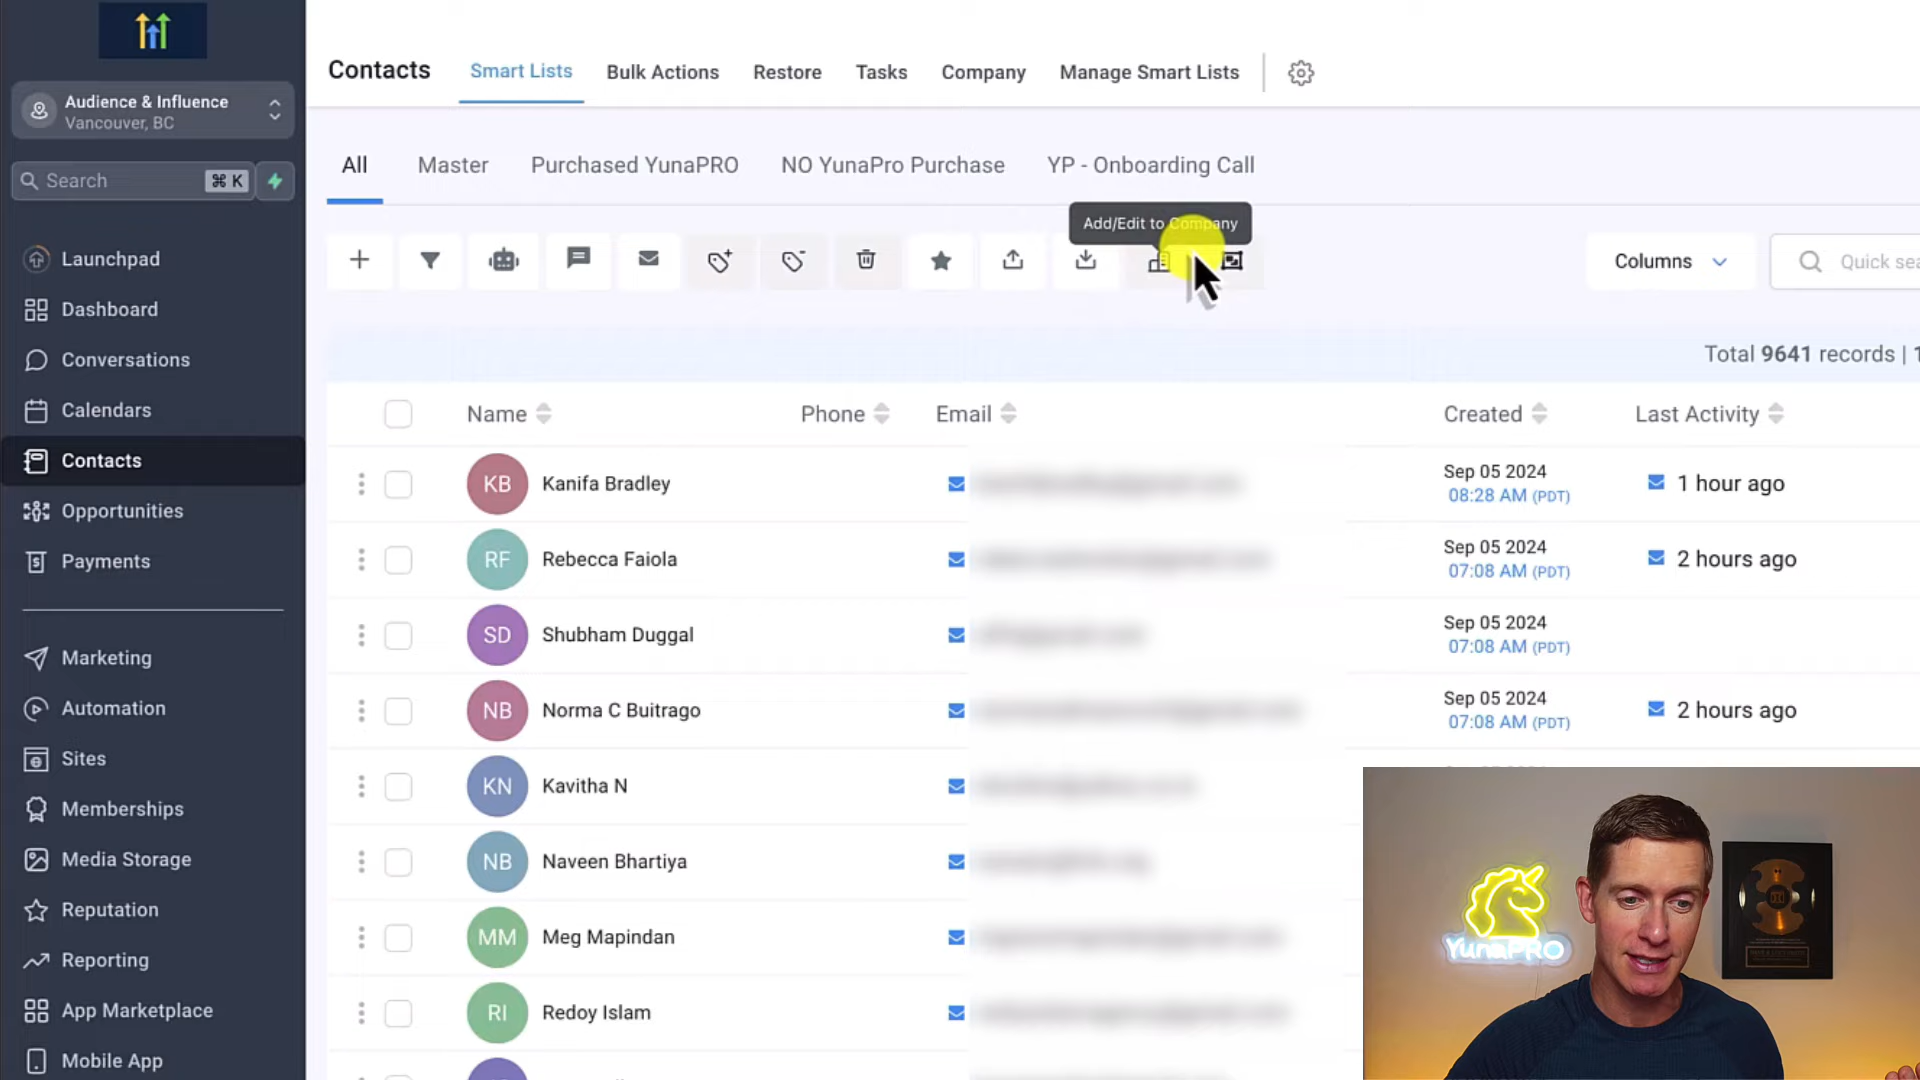 Audience & Influence
Vancouver, BC
Search
⌘ K
Launchpad
Dashboard
Conversations
Calendars
Contacts
Opportunities
Payments
Marketing
Automation
Sites
Memberships
Media Storage
Reputation
Reporting
App Marketplace
Mobile App
Contacts Smart Lists Bulk Actions Restore Tasks Company Manage Smart Lists
All Master Purchased YunaPRO NO YunaPro Purchase YP - Onboarding Call
Add/Edit to Company
Columns
Quick sea
Total 9641 records | 1
Name Phone Email Created Last Activity
KB Kanifa Bradley Sep 05 2024 1 hour ago
08:28 AM (PDT)
RF Rebecca Faiola Sep 05 2024 2 hours ago
07:08 AM (PDT)
SD Shubham Duggal Sep 05 2024
07:08 AM (PDT)
NB Norma C Buitrago Sep 05 2024 2 hours ago
07:08 AM (PDT)
KN Kavitha N
NB Naveen Bhartiya
MM Meg Mapindan
RI Redoy Islam
YunaPRO